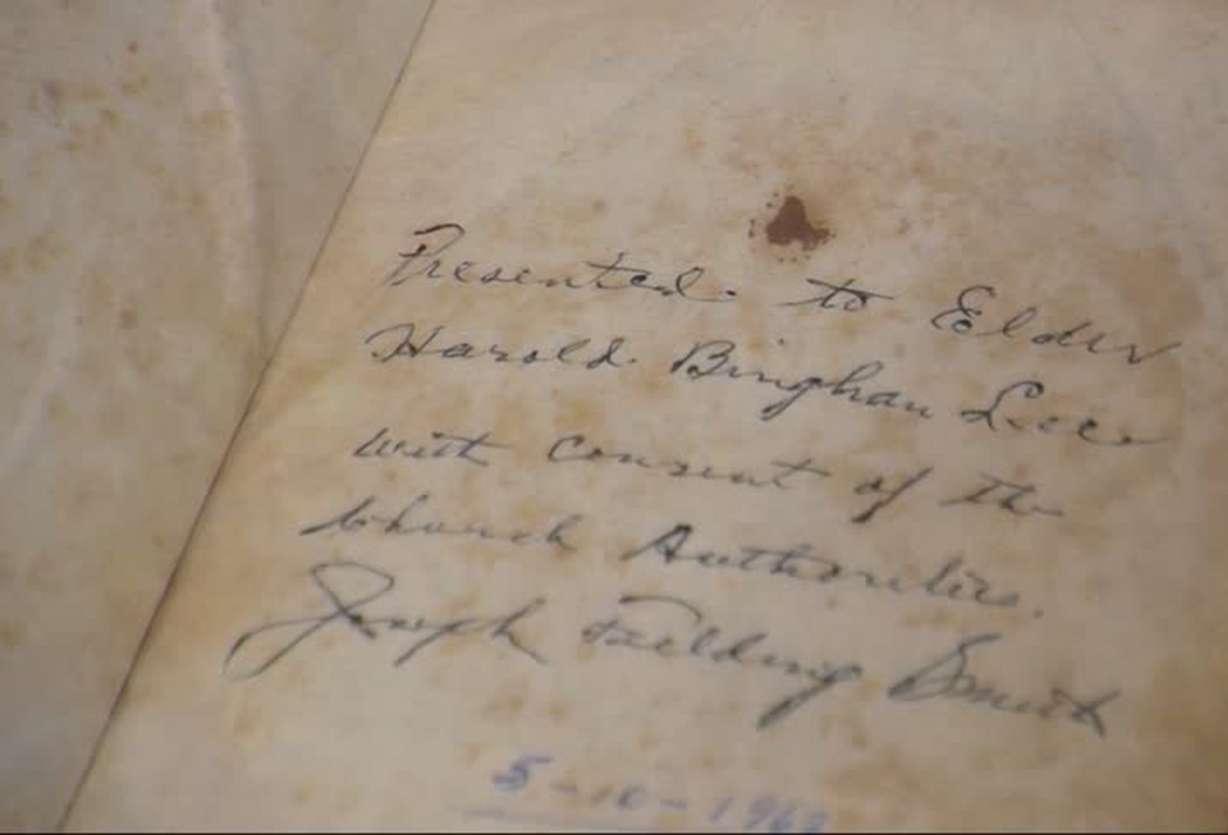 Presented to Elder
Harold Bingham Lee
with consent of the
Church Authorities.
Joseph Fielding Smith